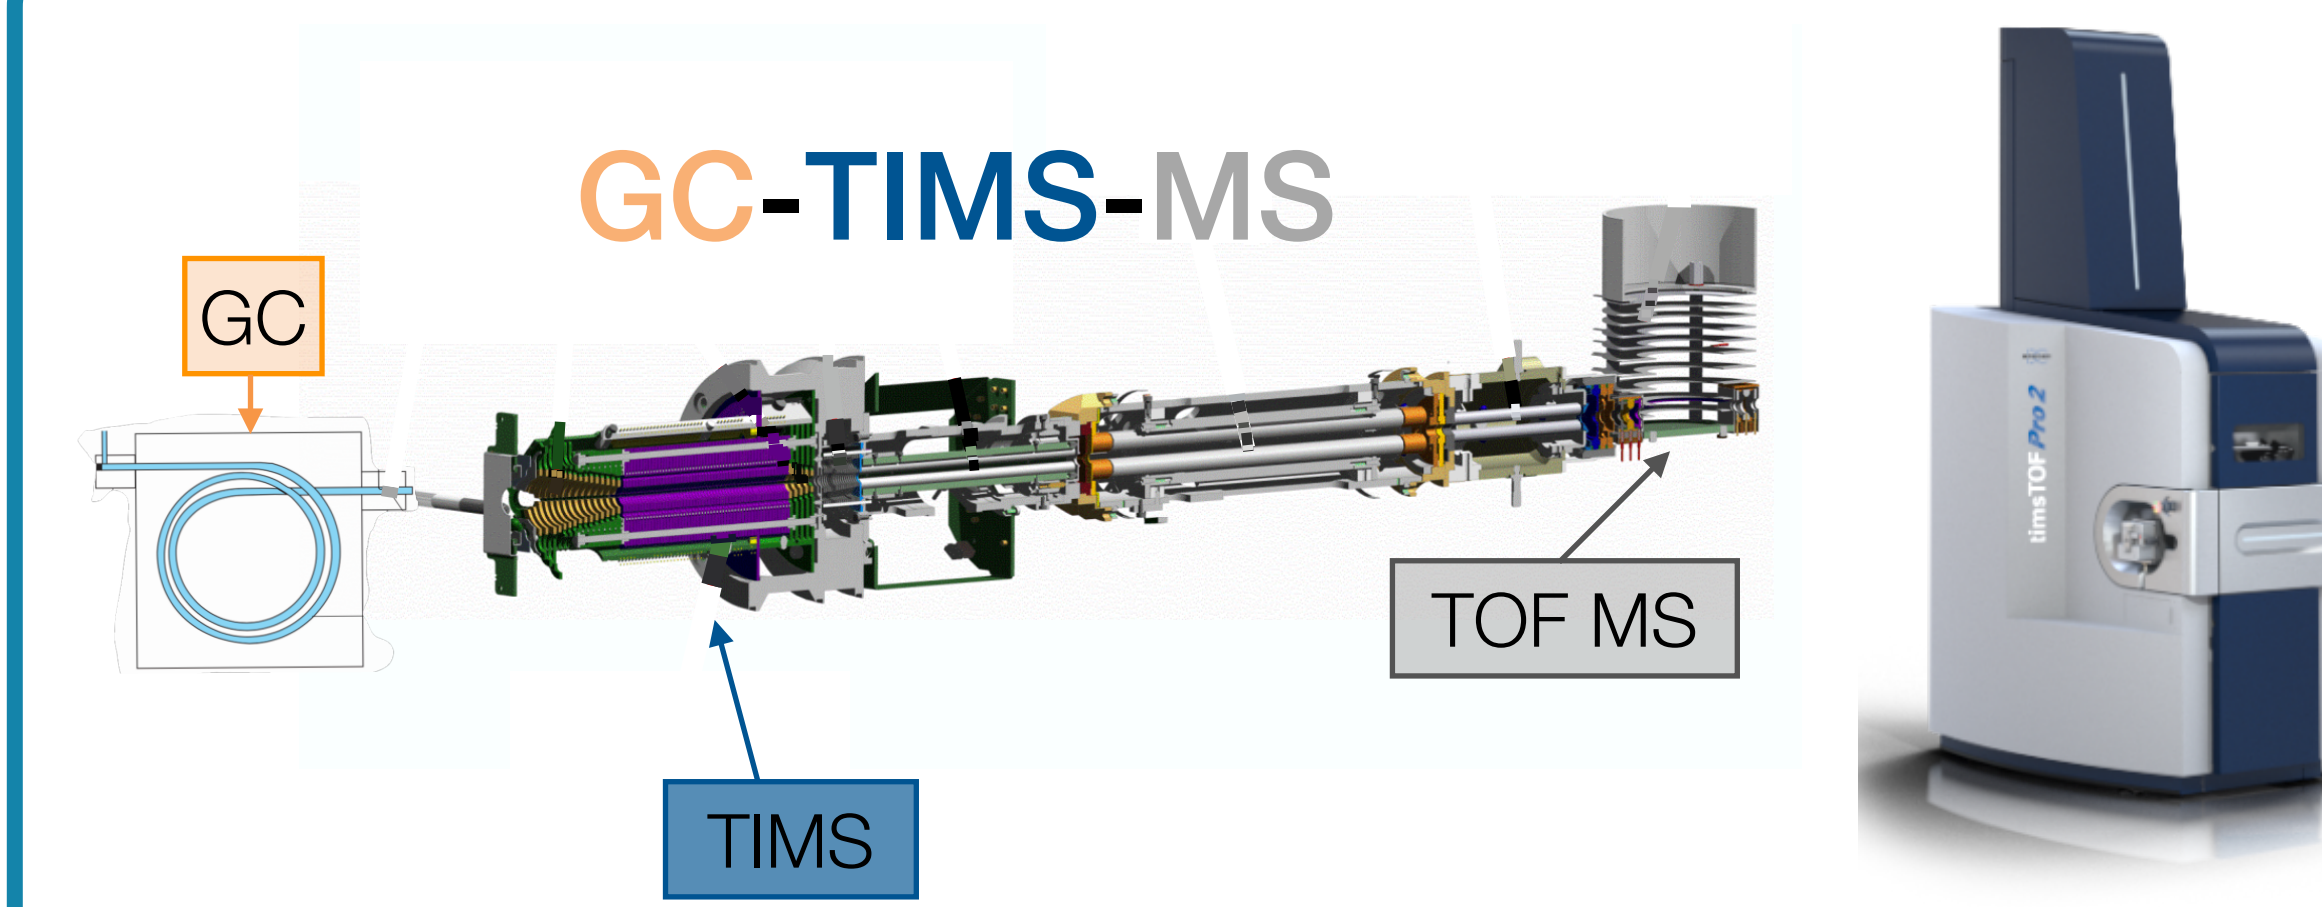 GC-TIMS-MS
GC
TOF MS
TIMS
timsTOF Pro 2